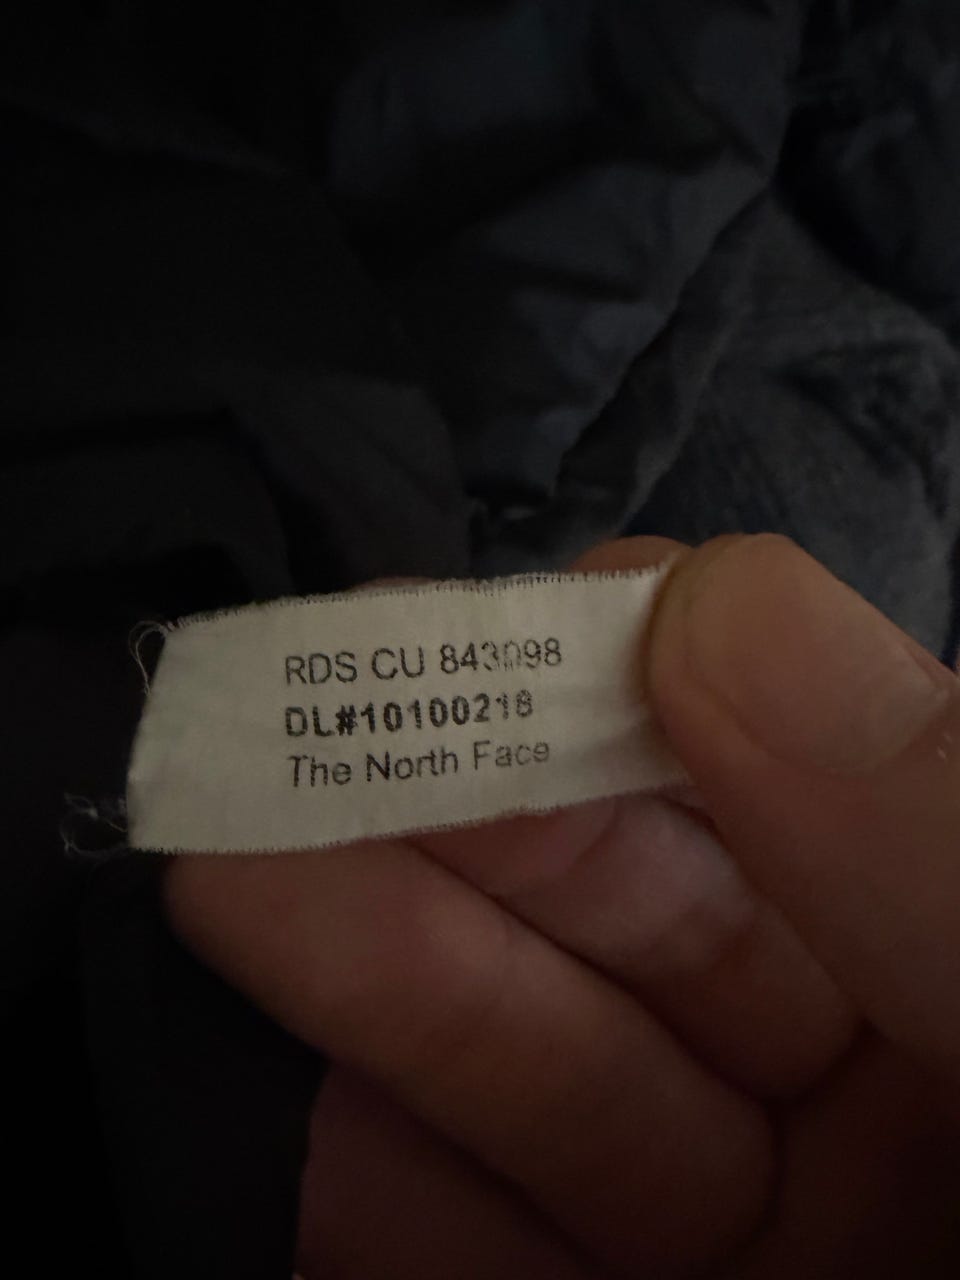 RDS CU 843098
DL#10100218
The North Face